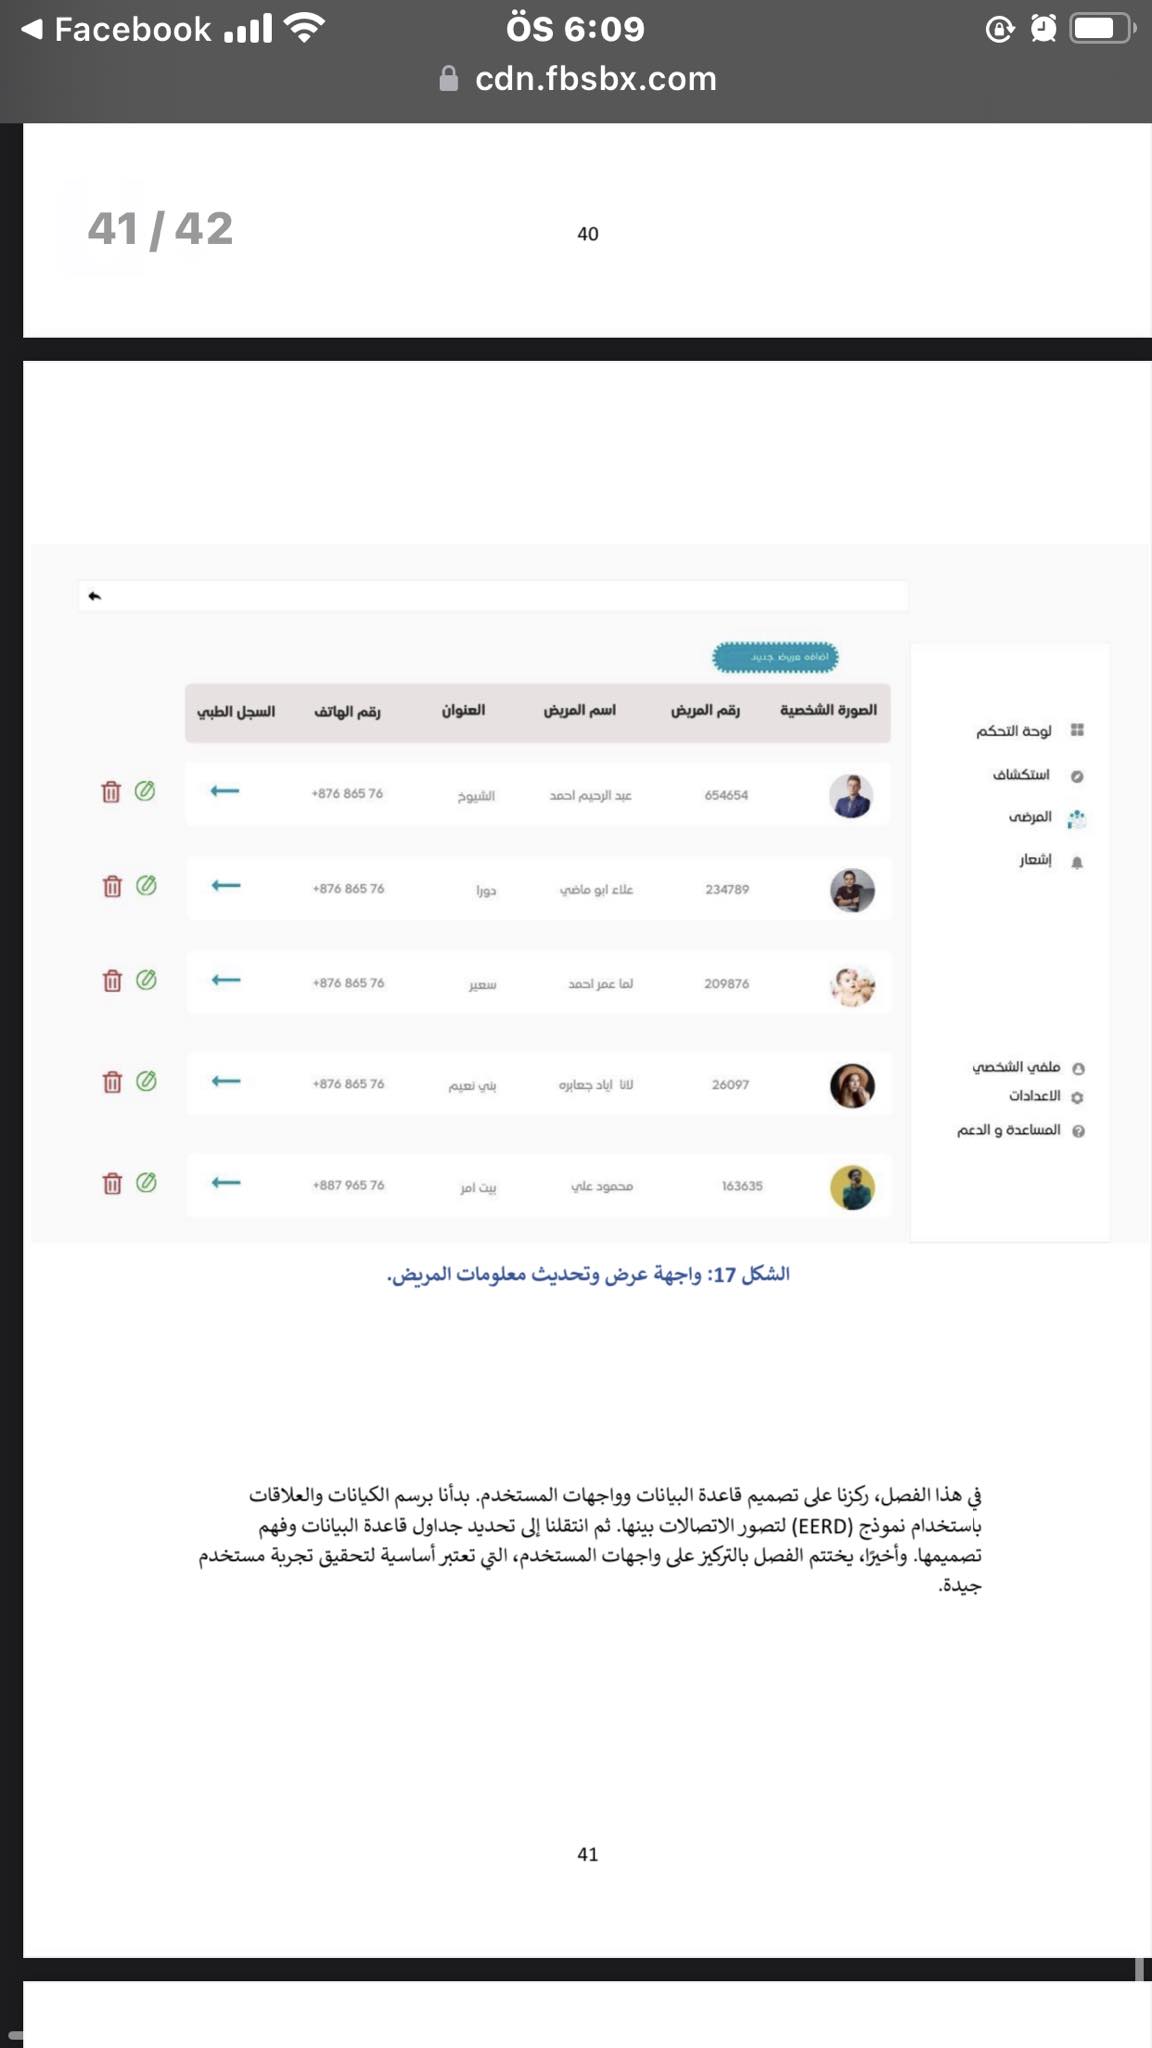 Facebook
ÖS 6:09
cdn.fbsbx.com
41 / 42
40
اضافه مريض جديد
الصورة الشخصية رقم المريض اسم المريض العنوان رقم الهاتف السجل الطبي
654654 عبد الرحيم احمد الشيوخ +876 865 76
234789 علاء ابو ماضي دورا +876 865 76
209876 لما عمر احمد سعير +876 865 76
26097 لانا اياد جعابره بني نعيم +876 865 76
163635 محمود علي بيت امر +887 965 76
لوحة التحكم
استكشاف
المرضى
إشعار
ملفي الشخصي
الاعدادات
المساعدة و الدعم
الشكل 17: واجهة عرض وتحديث معلومات المريض.
في هذا الفصل، ركزنا على تصميم قاعدة البيانات وواجهات المستخدم. بدأنا برسم الكيانات والعلاقات
باستخدام نموذج (EERD) لتصور الاتصالات بينها. ثم انتقلنا إلى تحديد جداول قاعدة البيانات وفهم
تصميمها. وأخيرًا، يختتم الفصل بالتركيز على واجهات المستخدم، التي تعتبر أساسية لتحقيق تجربة مستخدم
جيدة.
41